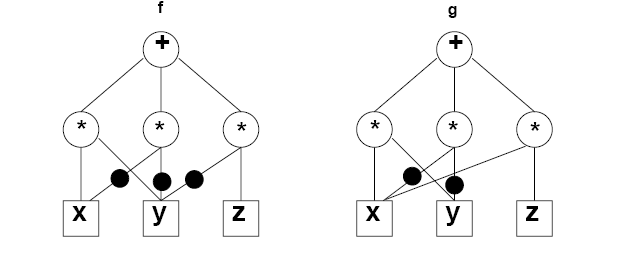 f g
+ +
* * * * * *
x y z x y z